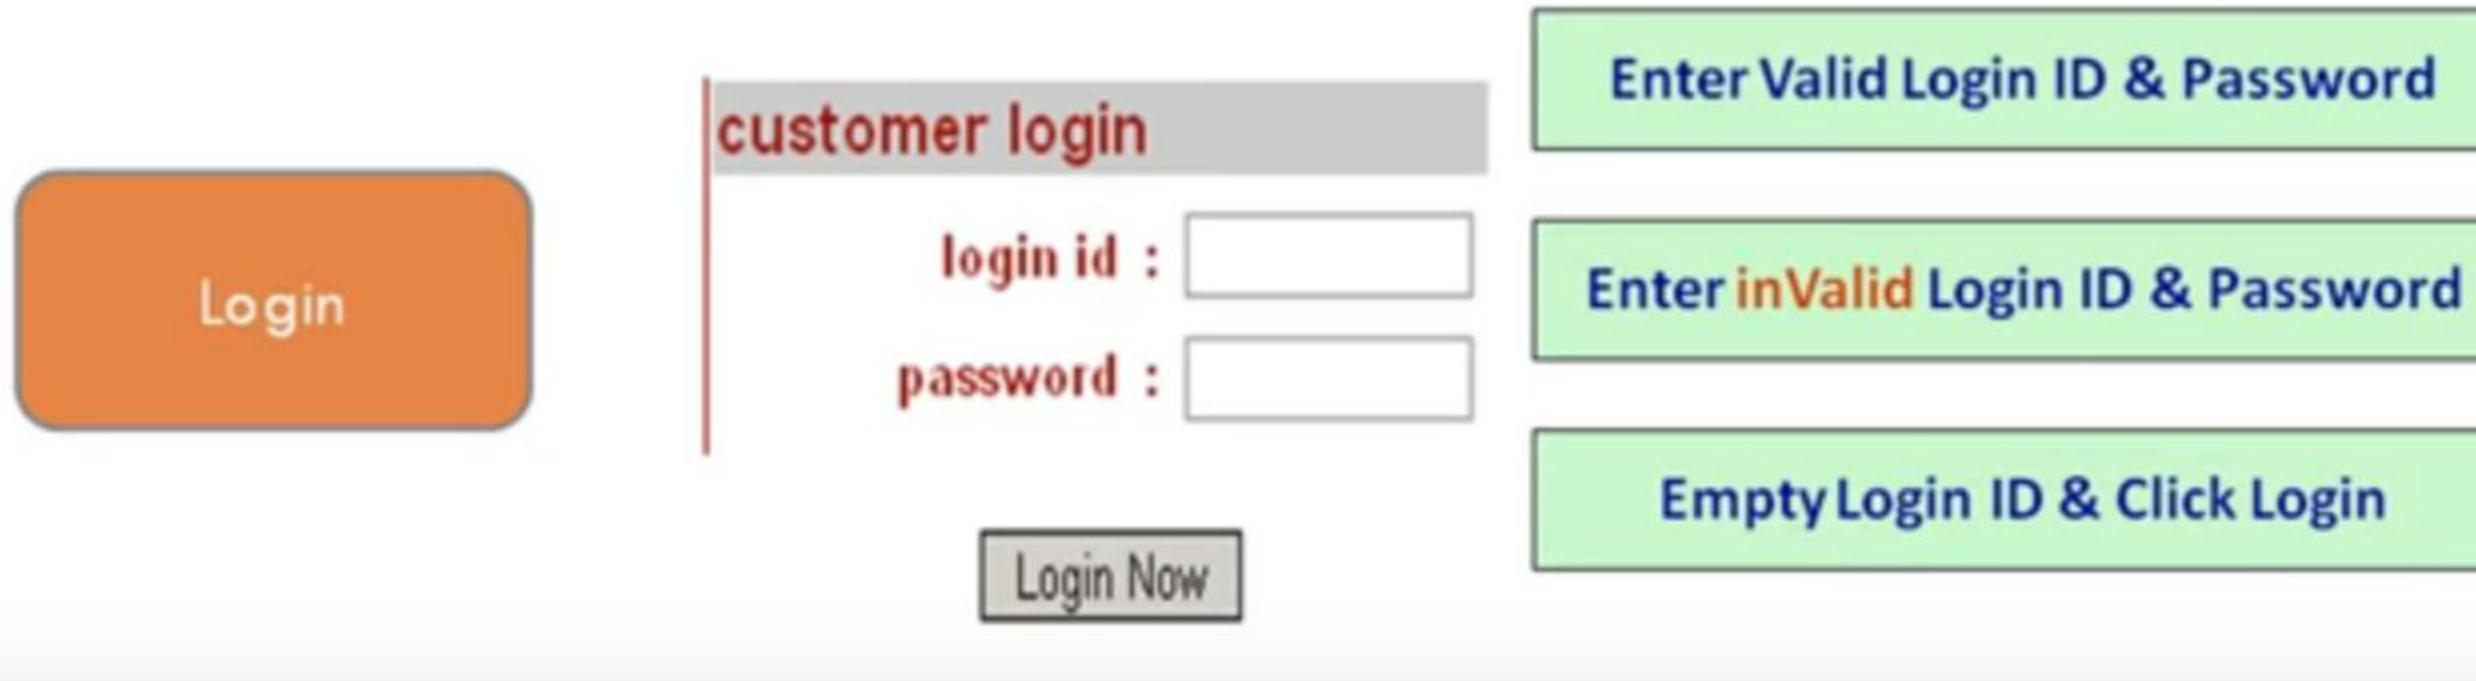 Login
customer login
login id :
password :
Login Now
Enter Valid Login ID & Password
Enter inValid Login ID & Password
Empty Login ID & Click Login